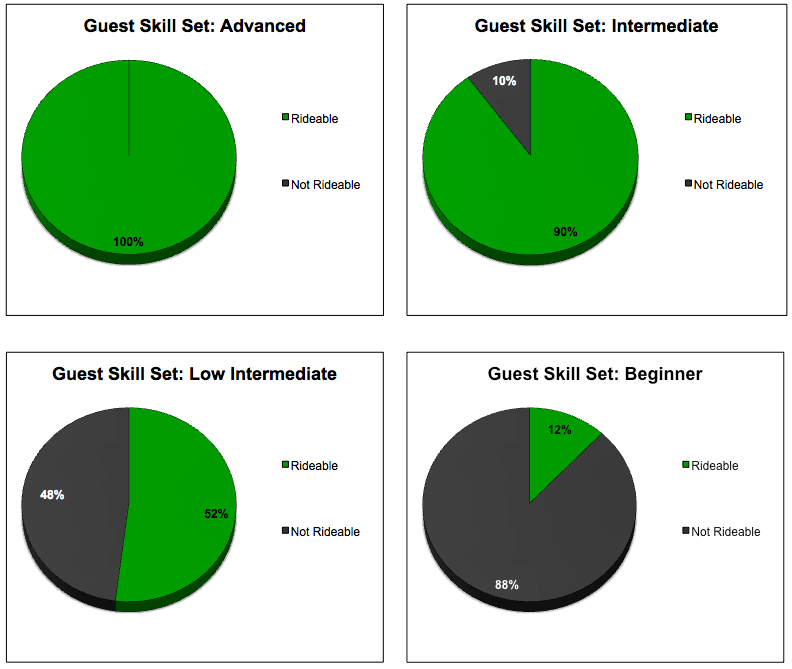 Guest Skill Set: Advanced
Rideable
Not Rideable
100%
Guest Skill Set: Intermediate
10%
Rideable
Not Rideable
90%
Guest Skill Set: Low Intermediate
Rideable
48%
52%
Not Rideable
Guest Skill Set: Beginner
12%
Rideable
Not Rideable
88%